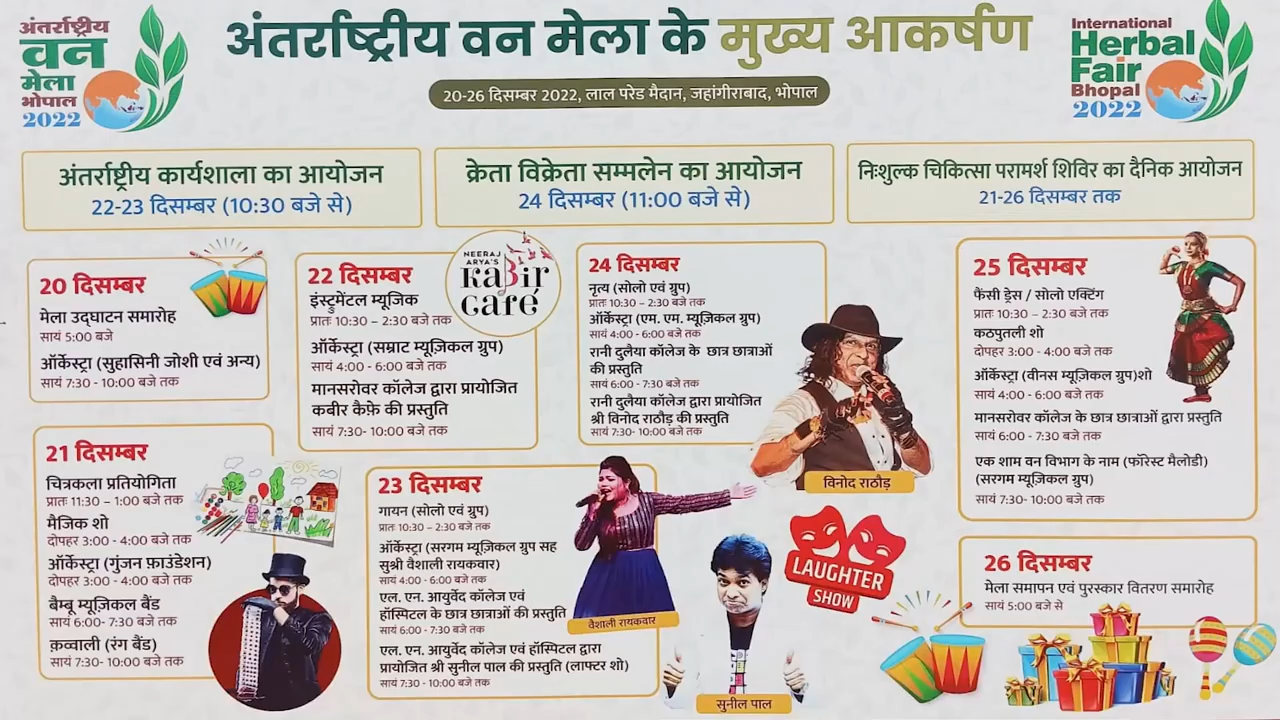 अंतर्राष्ट्रीय
वन
मेला
भोपाल
2022
अंतर्राष्ट्रीय वन मेला के मुख्य आकर्षण
20-26 दिसम्बर 2022, लाल परेड मैदान, जहांगीराबाद, भोपाल
International
Herbal
Fair
Bhopal
2022
अंतर्राष्ट्रीय कार्यशाला का आयोजन
22-23 दिसम्बर (10:30 बजे से)
क्रेता विक्रेता सम्मलेन का आयोजन
24 दिसम्बर (11:00 बजे से)
निःशुल्क चिकित्सा परामर्श शिविर का दैनिक आयोजन
21-26 दिसम्बर तक
20 दिसम्बर
मेला उद्घाटन समारोह
सायं 5:00 बजे
ऑर्केस्ट्रा (सुहासिनी जोशी एवं अन्य)
सायं 7:30 - 10:00 बजे तक
21 दिसम्बर
चित्रकला प्रतियोगिता
प्रातः 11:30 – 1:00 बजे तक
मैजिक शो
दोपहर 3:00 - 4:00 बजे तक
ऑर्केस्ट्रा (गुंजन फ़ाउंडेशन)
दोपहर 3:00 - 4:00 बजे तक
बैम्बू म्यूज़िकल बैंड
सायं 6:00- 7:30 बजे तक
क़व्वाली (रंग बैंड)
सायं 7:30- 10:00 बजे तक
22 दिसम्बर
इंस्ट्रूमेंटल म्यूजिक
प्रातः 10:30 – 2:30 बजे तक
ऑर्केस्ट्रा (सम्राट म्यूज़िकल ग्रुप)
सायं 4:00 - 6:00 बजे तक
मानसरोवर कॉलेज द्वारा प्रायोजित
कबीर कैफ़े की प्रस्तुति
सायं 7:30- 10:00 बजे तक
NEERAJ
ARYA'S
Kabir
café
23 दिसम्बर
गायन (सोलो एवं ग्रुप)
प्रातः 10:30 – 2:30 बजे तक
ऑर्केस्ट्रा (सरगम म्यूज़िकल ग्रुप सह
सुश्री वैशाली रायकवार)
सायं 4:00 - 6:00 बजे तक
एल. एन. आयुर्वेद कॉलेज एवं
हॉस्पिटल के छात्र छात्राओं की प्रस्तुति
सायं 6:00 - 7:30 बजे तक
एल. एन. आयुर्वेद कॉलेज एवं हॉस्पिटल द्वारा
प्रायोजित श्री सुनील पाल की प्रस्तुति (लाफ्टर शो)
सायं 7:30 - 10:00 बजे तक
वैशाली रायकवार
सुनील पाल
24 दिसम्बर
नृत्य (सोलो एवं ग्रुप)
प्रातः 10:30 – 2:30 बजे तक
ऑर्केस्ट्रा (एम. एम. म्यूज़िकल ग्रुप)
सायं 4:00 - 6:00 बजे तक
रानी दुलैया कॉलेज के छात्र छात्राओं
की प्रस्तुति
सायं 6:00 - 7:30 बजे तक
रानी दुलैया कॉलेज द्वारा प्रायोजित
श्री विनोद राठौड़ की प्रस्तुति
सायं 7:30- 10:00 बजे तक
विनोद राठौड़
LAUGHTER
SHOW
25 दिसम्बर
फैंसी ड्रेस / सोलो एक्टिंग
प्रातः 10:30 – 2:30 बजे तक
कठपुतली शो
दोपहर 3:00 - 4:00 बजे तक
ऑर्केस्ट्रा (वीनस म्यूज़िकल ग्रुप)शो
सायं 4:00 - 6:00 बजे तक
मानसरोवर कॉलेज के छात्र छात्राओं द्वारा प्रस्तुति
सायं 6:00 - 7:30 बजे तक
एक शाम वन विभाग के नाम (फॉरेस्ट मैलोडी)
(सरगम म्यूज़िकल ग्रुप)
सायं 7:30- 10:00 बजे तक
26 दिसम्बर
मेला समापन एवं पुरस्कार वितरण समारोह
सायं 5:00 बजे से